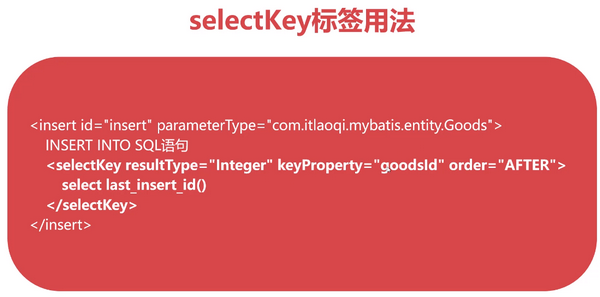 selectKey标签用法
<insert id="insert" parameterType="com.itlaoqi.mybatis.entity.Goods">
INSERT INTO SQL语句
<selectKey resultType="Integer" keyProperty="goodsId" order="AFTER">
select last_insert_id()
</selectKey>
</insert>